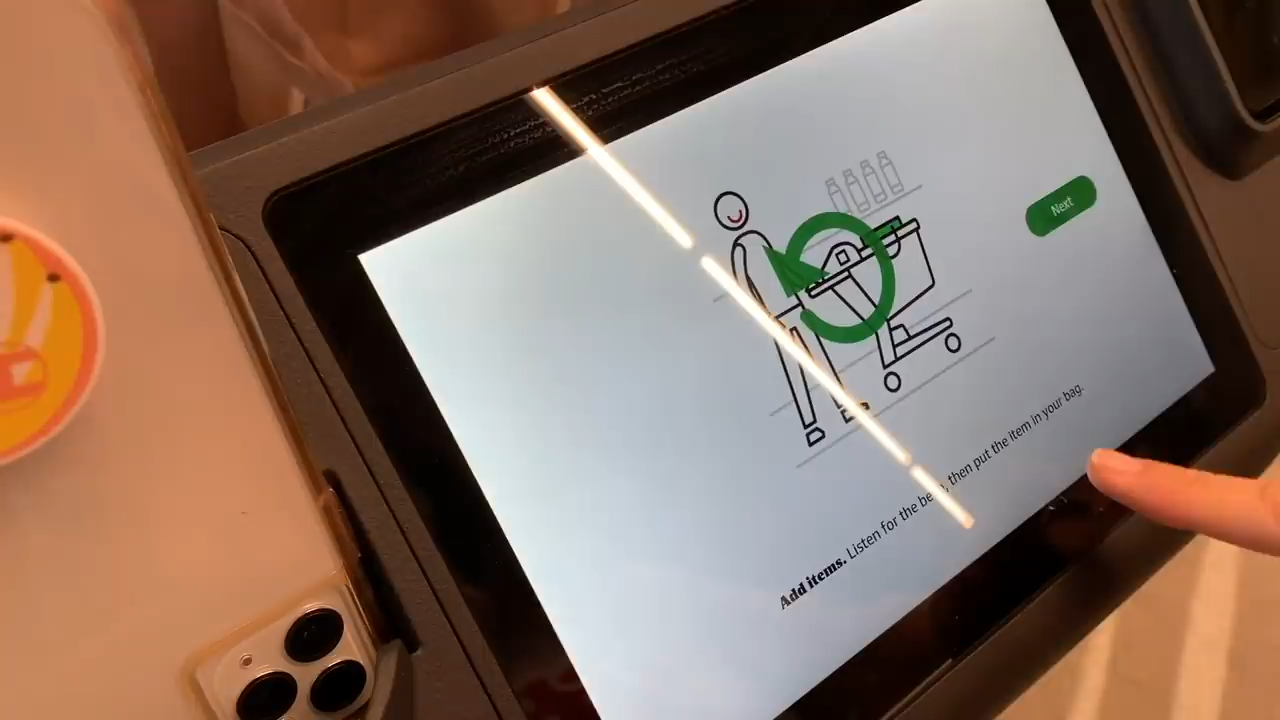 Next
Add items. Listen for the be , then put the item in your bag.